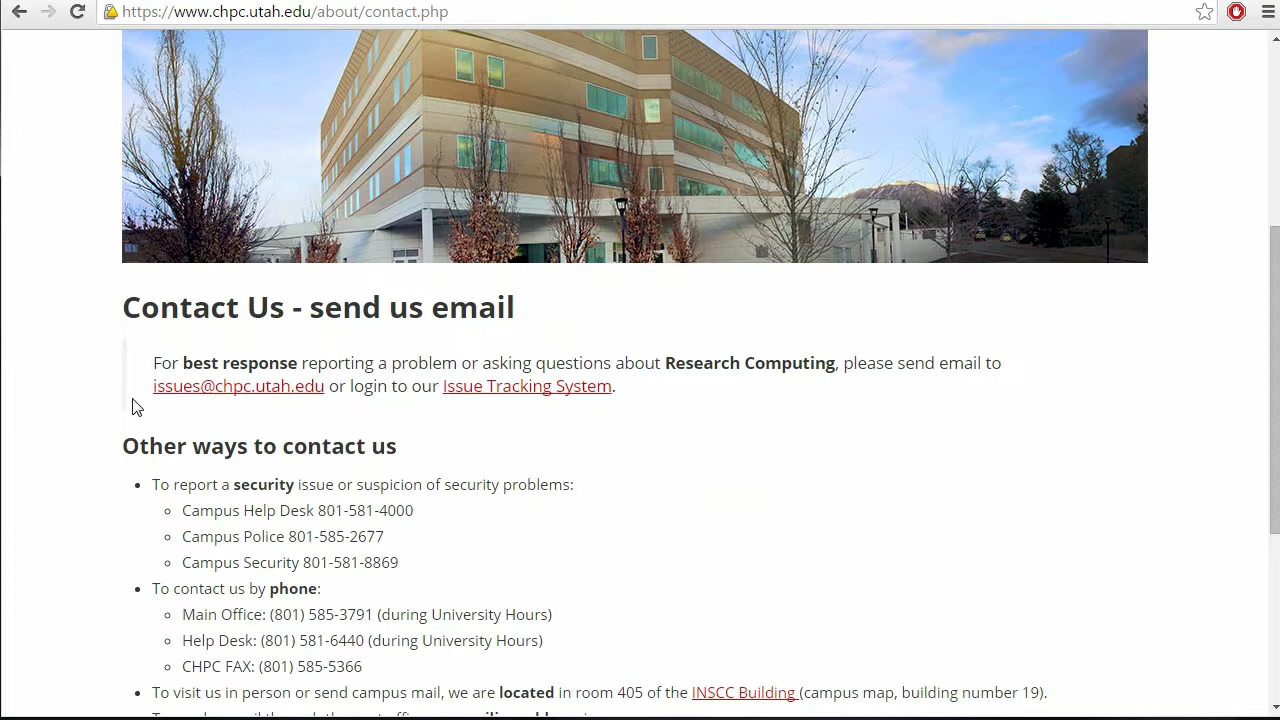 https://www.chpc.utah.edu/about/contact.php
Contact Us - send us email
For best response reporting a problem or asking questions about Research Computing, please send email to
issues@chpc.utah.edu or login to our Issue Tracking System.
Other ways to contact us
To report a security issue or suspicion of security problems:
Campus Help Desk 801-581-4000
Campus Police 801-585-2677
Campus Security 801-581-8869
To contact us by phone:
Main Office: (801) 585-3791 (during University Hours)
Help Desk: (801) 581-6440 (during University Hours)
CHPC FAX: (801) 585-5366
To visit us in person or send campus mail, we are located in room 405 of the INSCC Building (campus map, building number 19).